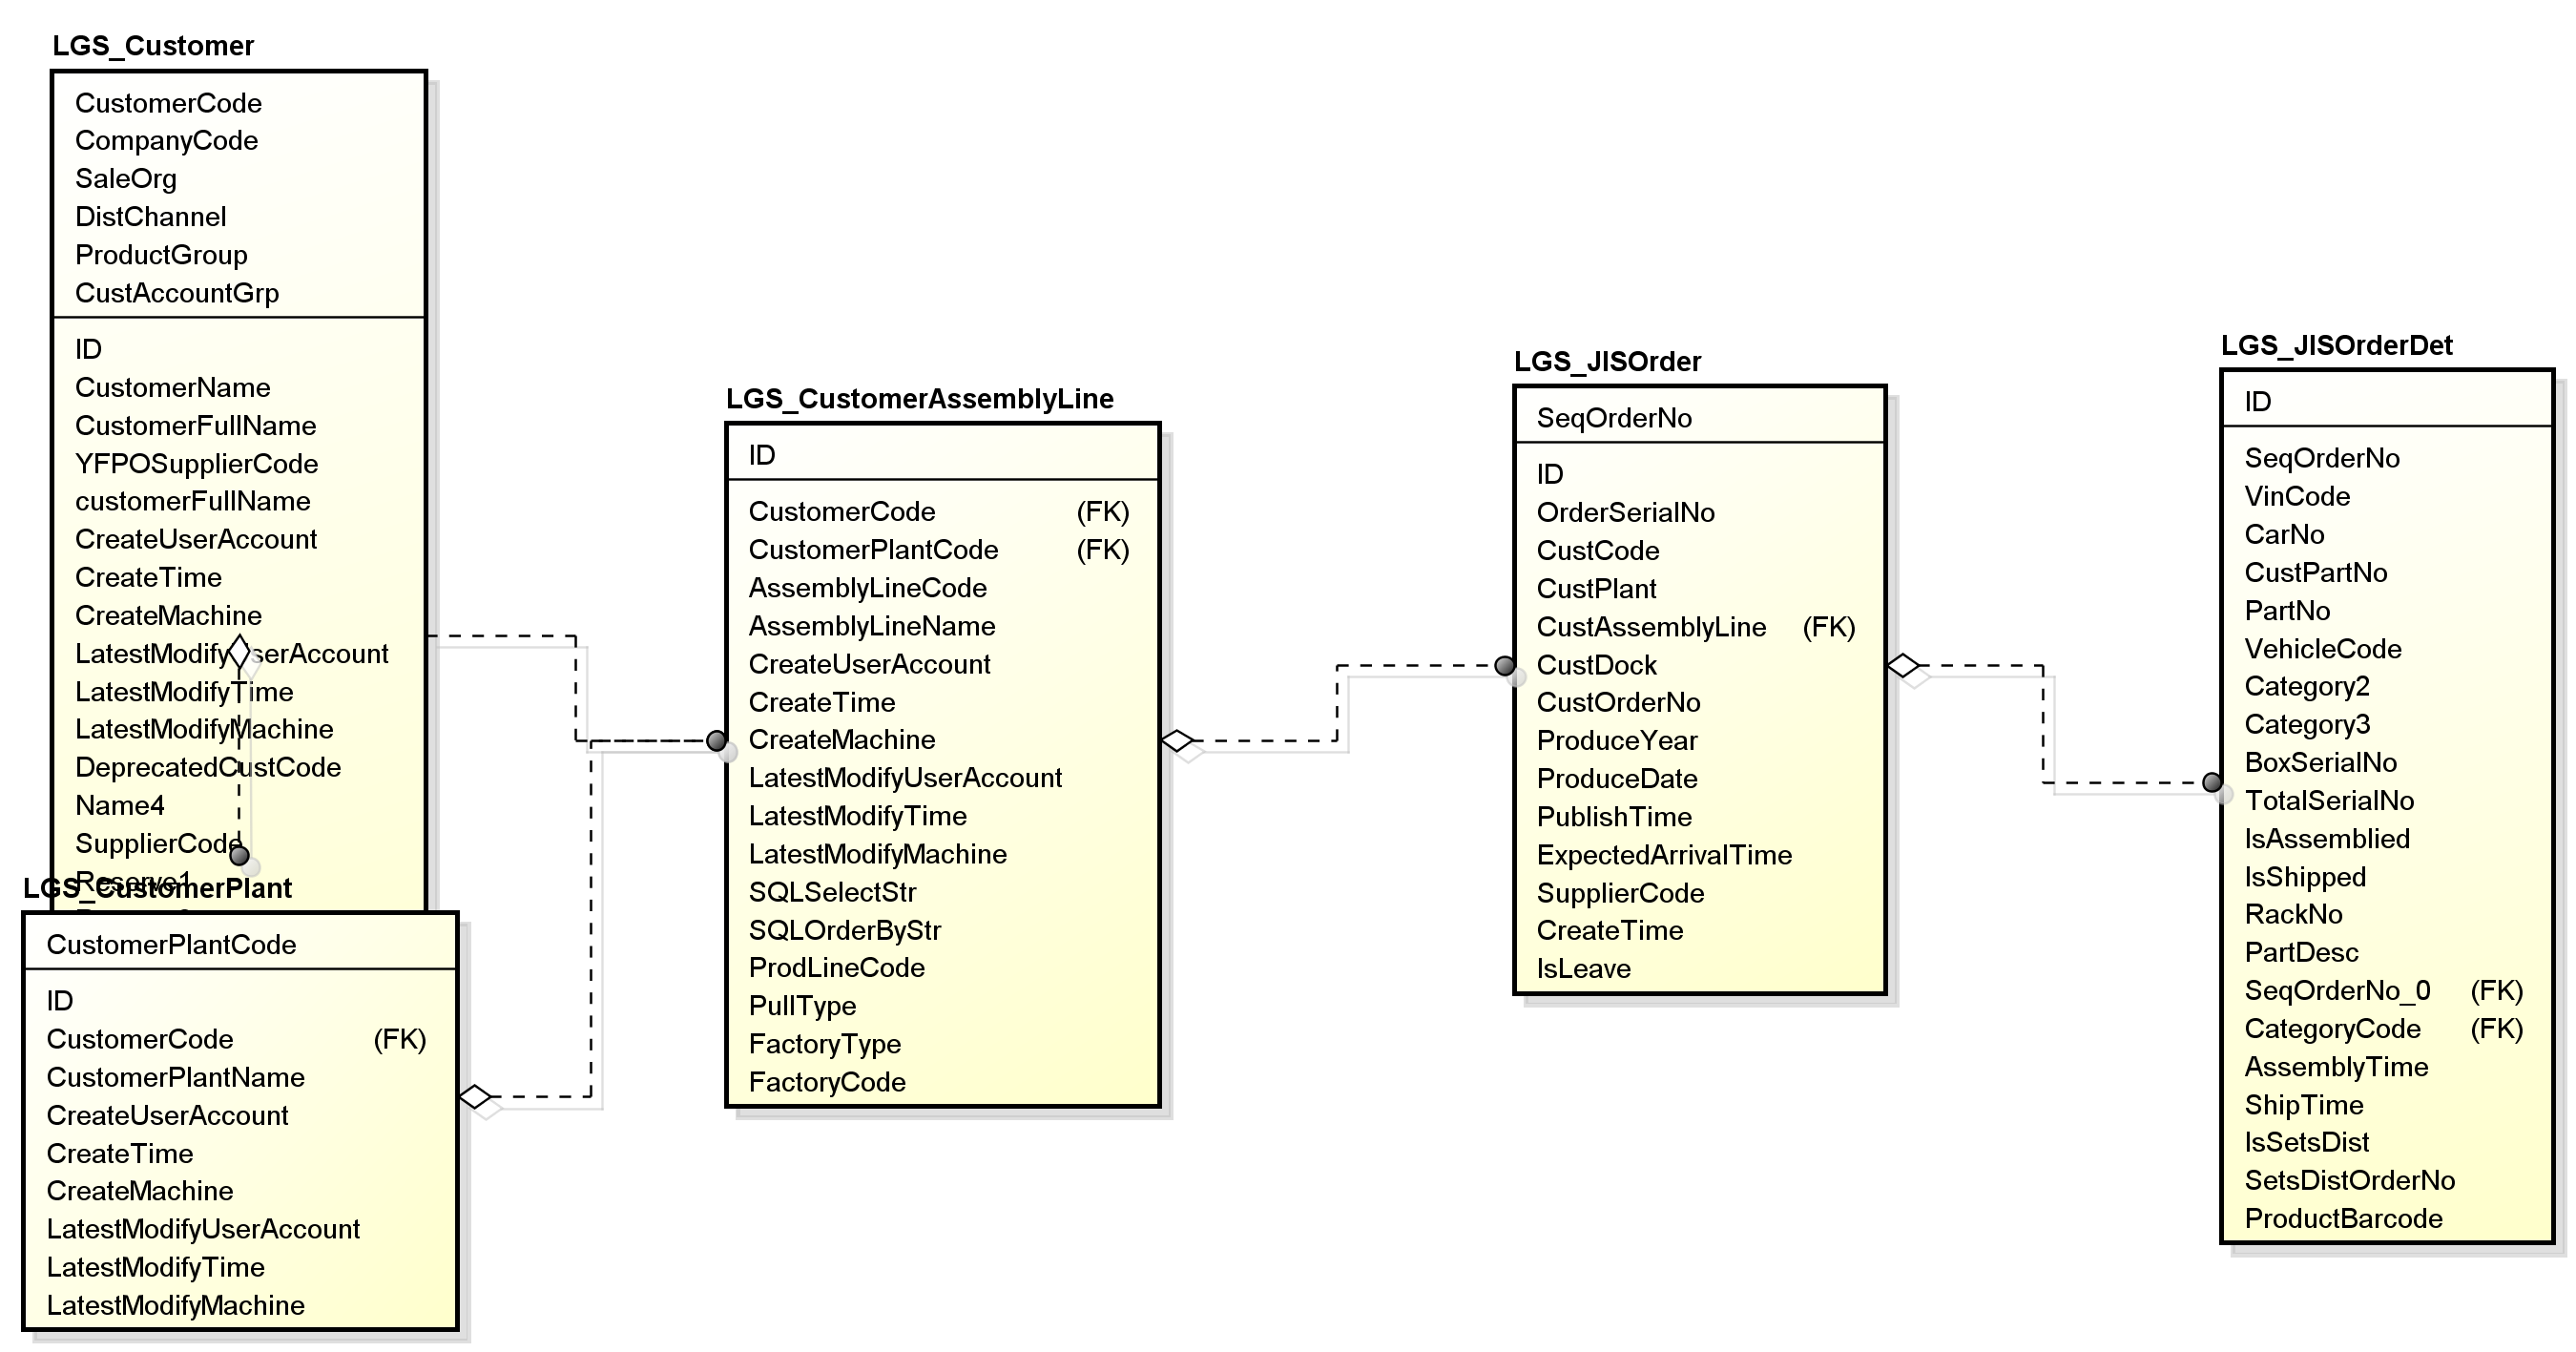 LGS_Customer
CustomerCode
CompanyCode
SaleOrg
DistChannel
ProductGroup
CustAccountGrp
ID
CustomerName
CustomerFullName
YFPOSupplierCode
customerFullName
CreateUserAccount
CreateTime
CreateMachine
LatestModifyUserAccount
LatestModifyTime
LatestModifyMachine
DeprecatedCustCode
Name4
SupplierCode
Reserve1
LGS_CustomerPlant
CustomerPlantCode
ID
CustomerCode (FK)
CustomerPlantName
CreateUserAccount
CreateTime
CreateMachine
LatestModifyUserAccount
LatestModifyTime
LatestModifyMachine
LGS_CustomerAssemblyLine
ID
CustomerCode (FK)
CustomerPlantCode (FK)
AssemblyLineCode
AssemblyLineName
CreateUserAccount
CreateTime
CreateMachine
LatestModifyUserAccount
LatestModifyTime
LatestModifyMachine
SQLSelectStr
SQLOrderByStr
ProdLineCode
PullType
FactoryType
FactoryCode
LGS_JISOrder
SeqOrderNo
ID
OrderSerialNo
CustCode
CustPlant
CustAssemblyLine (FK)
CustDock
CustOrderNo
ProduceYear
ProduceDate
PublishTime
ExpectedArrivalTime
SupplierCode
CreateTime
IsLeave
LGS_JISOrderDet
ID
SeqOrderNo
VinCode
CarNo
CustPartNo
PartNo
VehicleCode
Category2
Category3
BoxSerialNo
TotalSerialNo
IsAssemblied
IsShipped
RackNo
PartDesc
SeqOrderNo_0 (FK)
CategoryCode (FK)
AssemblyTime
ShipTime
IsSetsDist
SetsDistOrderNo
ProductBarcode